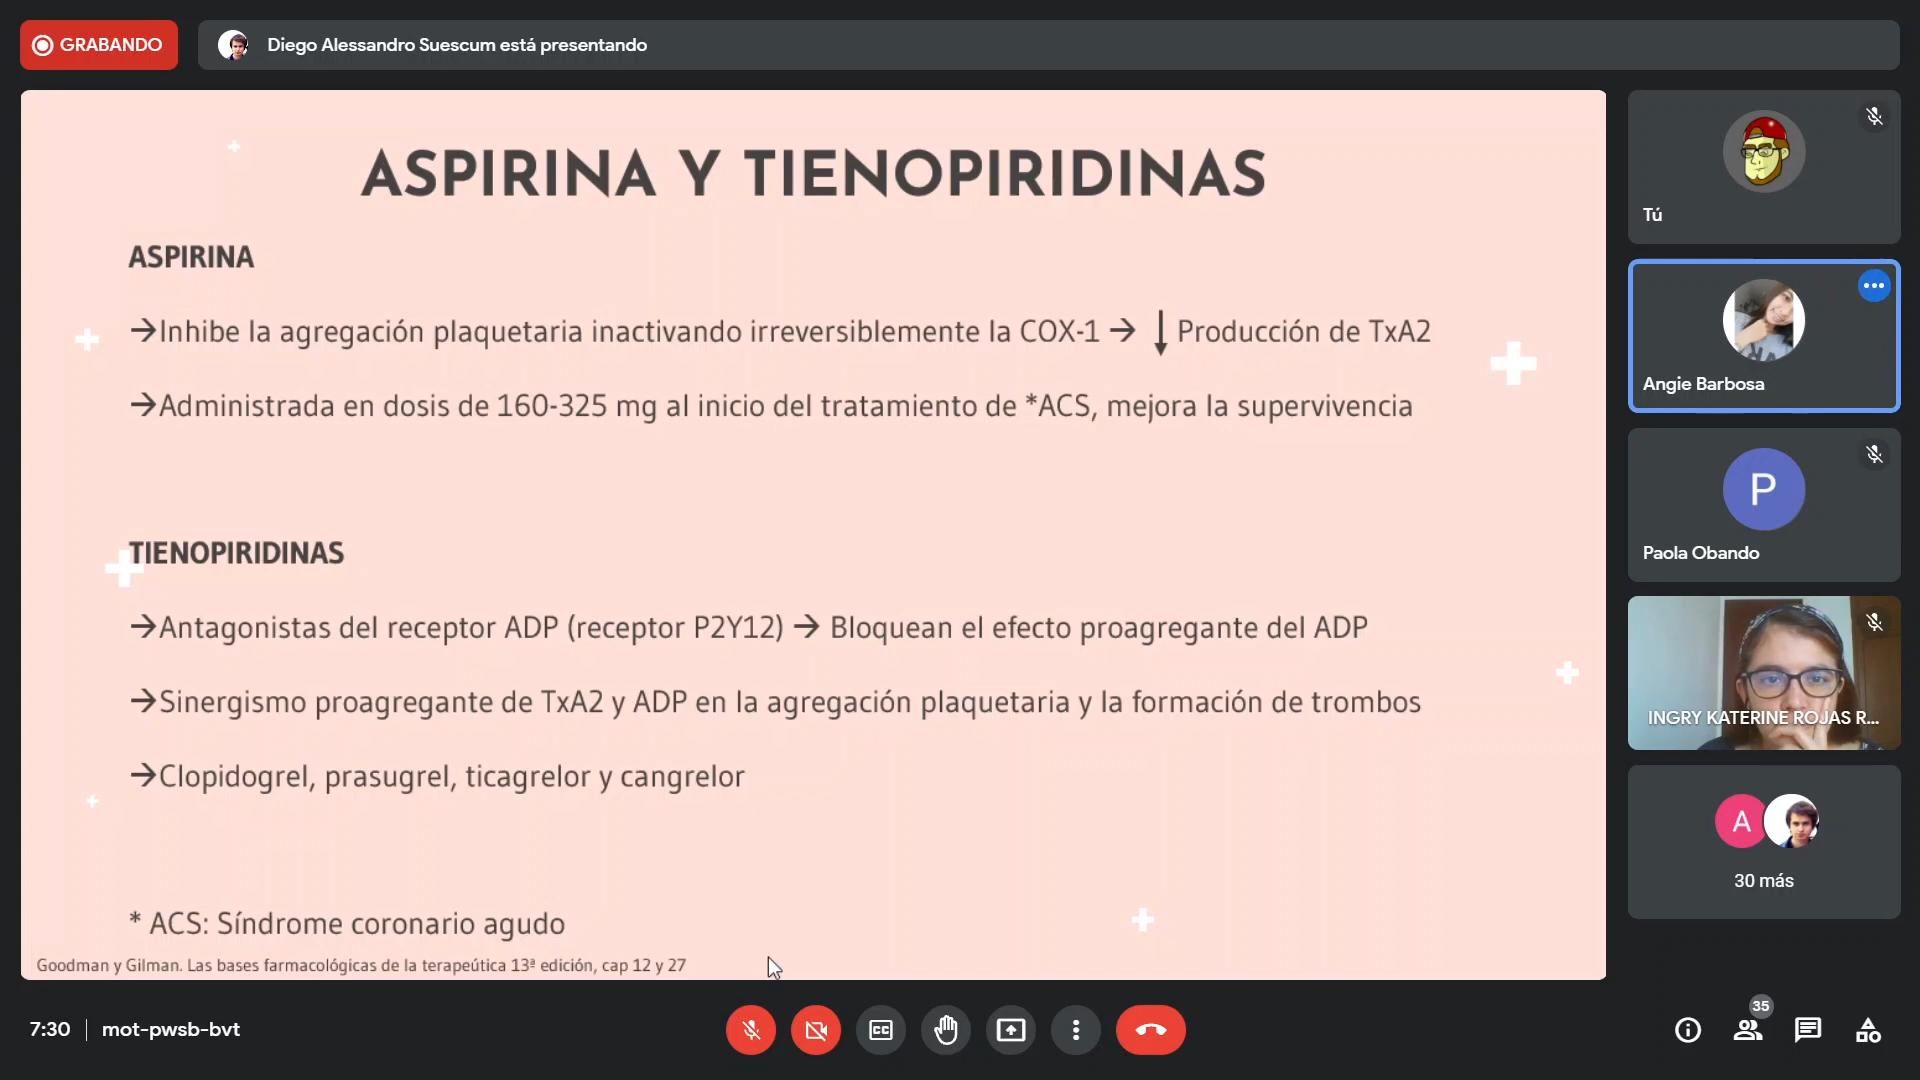 GRABANDO
Diego Alessandro Suescum está presentando
ASPIRINA Y TIENOPIRIDINAS
ASPIRINA
→Inhibe la agregación plaquetaria inactivando irreversiblemente la COX-1 → ↓ Producción de TxA2
→Administrada en dosis de 160-325 mg al inicio del tratamiento de *ACS, mejora la supervivencia
TIENOPIRIDINAS
→Antagonistas del receptor ADP (receptor P2Y12) → Bloquean el efecto proagregante del ADP
→Sinergismo proagregante de TxA2 y ADP en la agregación plaquetaria y la formación de trombos
→Clopidogrel, prasugrel, ticagrelor y cangrelor
* ACS: Síndrome coronario agudo
Goodman y Gilman. Las bases farmacológicas de la terapeútica 13ª edición, cap 12 y 27
Tú
Angie Barbosa
P
Paola Obando
INGRY KATERINE ROJAS R...
A
30 más
7:30
mot-pwsb-bvt
CC
35